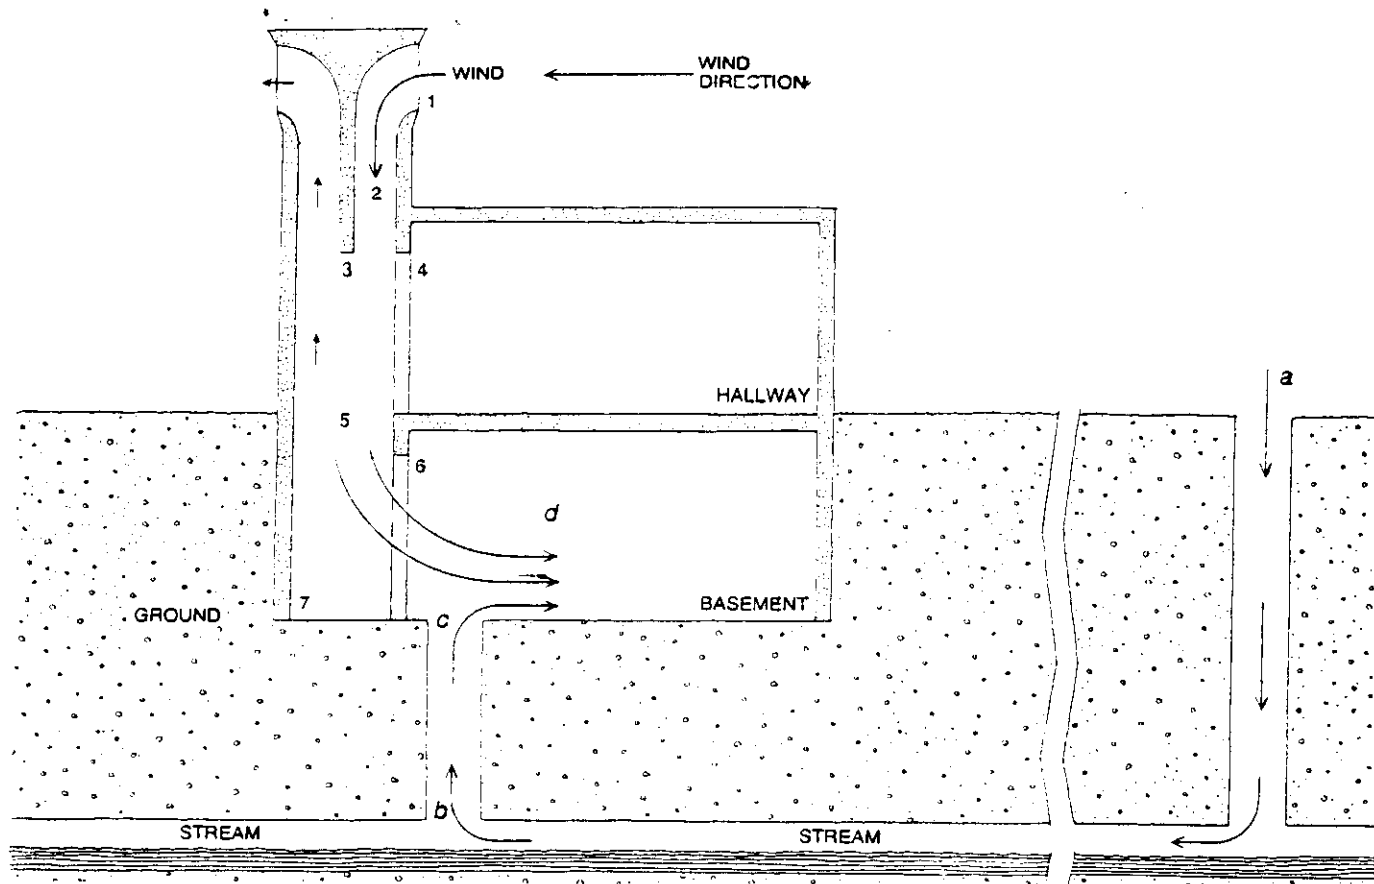 WIND
WIND
DIRECTION
1
2
3
4
HALLWAY
a
5
6
d
7
GROUND
c
BASEMENT
b
STREAM
STREAM